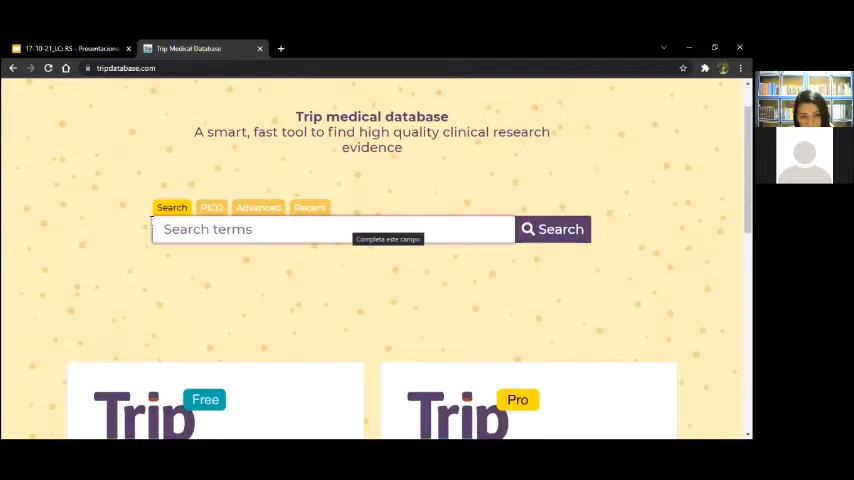 17-10-21_LC: RS - Presentacione
Trip Medical Database
tripdatabase.com
Trip medical database
A smart, fast tool to find high quality clinical research
evidence
Search
PICO
Advanced
Recent
Search terms
Search
Completa este campo
Trip Free
Trip Pro